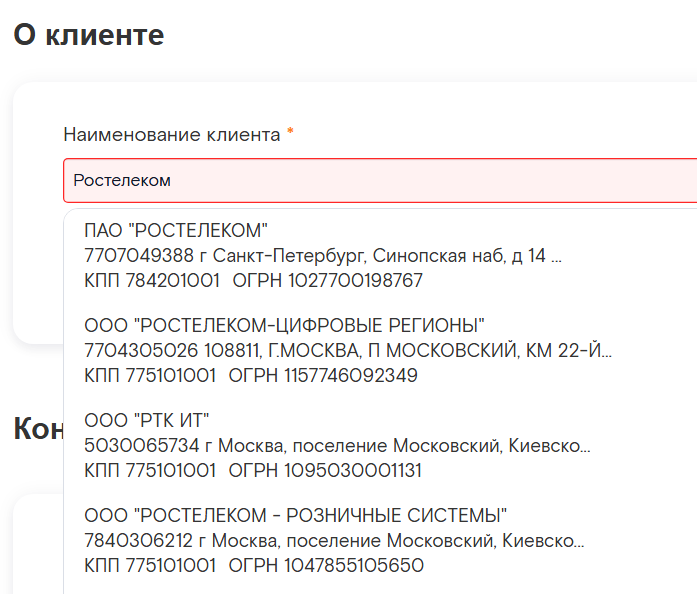 О клиенте
Наименование клиента *
Ростелеком
ПАО "РОСТЕЛЕКОМ"
7707049388 г Санкт-Петербург, Синопская наб, д 14 ...
КПП 784201001 ОГРН 1027700198767
ООО "РОСТЕЛЕКОМ-ЦИФРОВЫЕ РЕГИОНЫ"
7704305026 108811, Г.МОСКВА, П МОСКОВСКИЙ, КМ 22-Й...
КПП 775101001 ОГРН 1157746092349
Кон
ООО "РТК ИТ"
5030065734 г Москва, поселение Московский, Киевско...
КПП 775101001 ОГРН 1095030001131
ООО "РОСТЕЛЕКОМ - РОЗНИЧНЫЕ СИСТЕМЫ"
7840306212 г Москва, поселение Московский, Киевско...
КПП 775101001 ОГРН 1047855105650